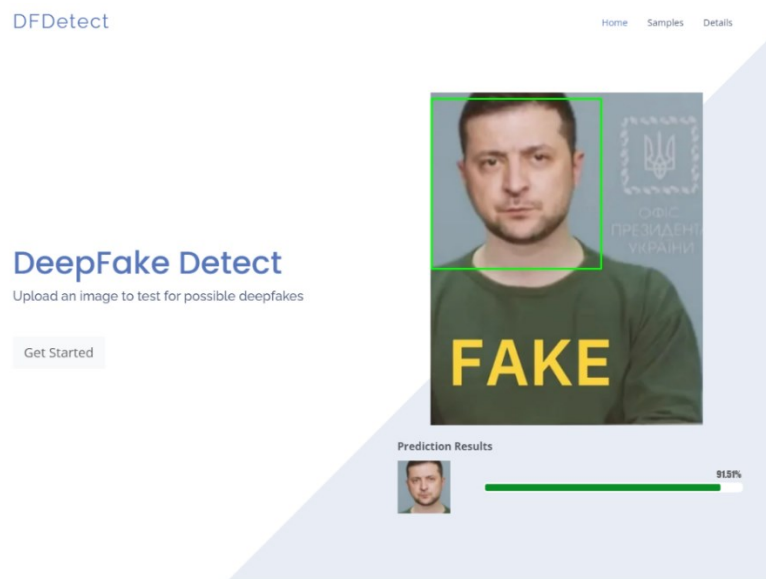 DFDetect
Home Samples Details
ОФІС
ПРЕЗИДЕНТА
УКРАЇНИ
DeepFake Detect
Upload an image to test for possible deepfakes
Get Started
FAKE
Prediction Results
91.51%